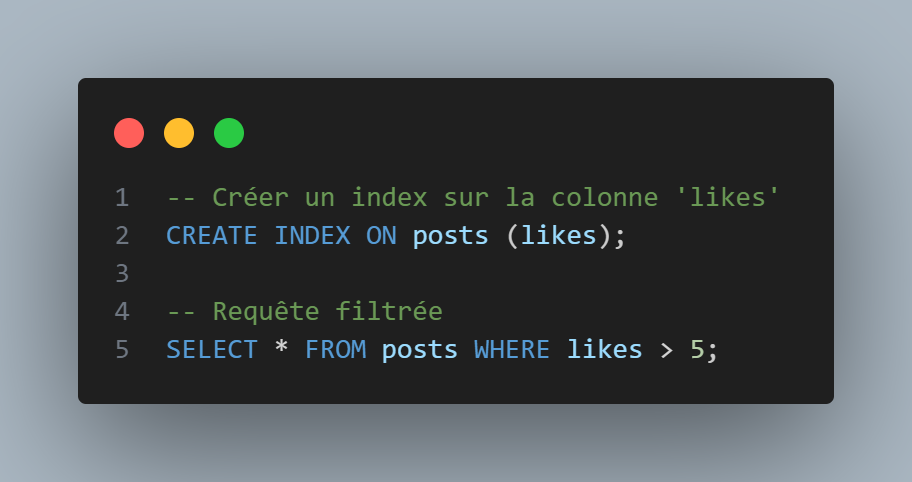 1 -- Créer un index sur la colonne 'likes'
2 CREATE INDEX ON posts (likes);
3
4 -- Requête filtrée
5 SELECT * FROM posts WHERE likes > 5;